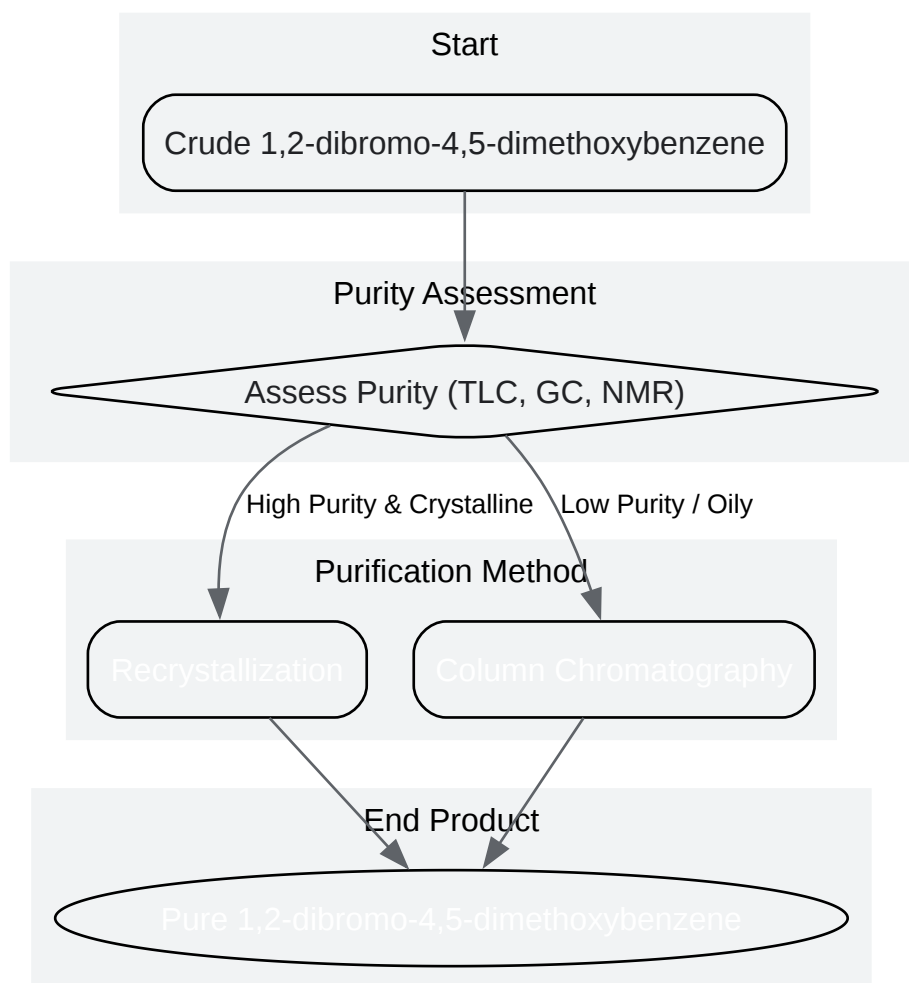 Start
Crude 1,2-dibromo-4,5-dimethoxybenzene
Purity Assessment
Assess Purity (TLC, GC, NMR)
High Purity & Crystalline
Low Purity / Oily
Purification Method
Recrystallization
Column Chromatography
End Product
Pure 1,2-dibromo-4,5-dimethoxybenzene